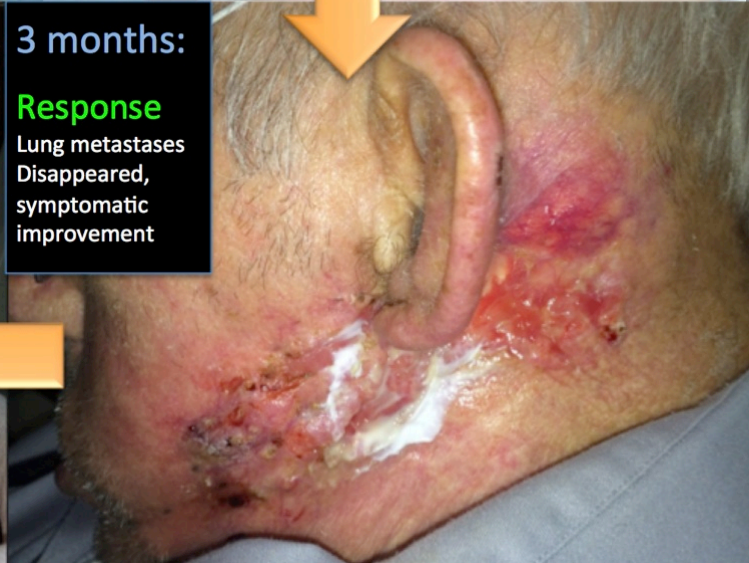 3 months:
Response
Lung metastases
Disappeared,
symptomatic
improvement